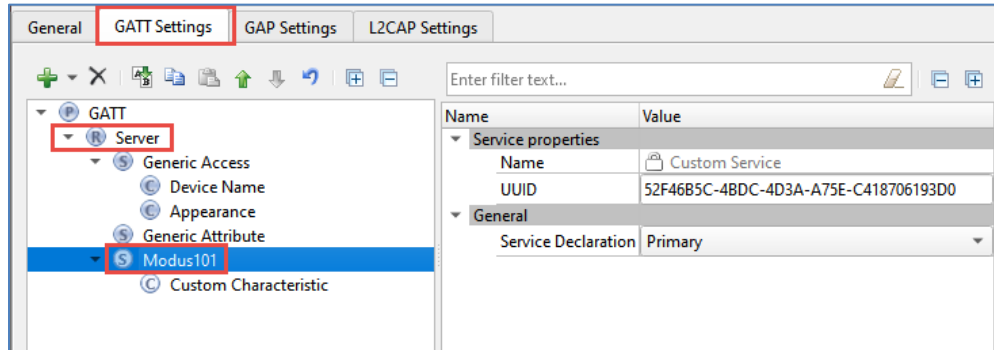 General GATT Settings GAP Settings L2CAP Settings
Enter filter text...
P GATT
R Server
S Generic Access
C Device Name
C Appearance
S Generic Attribute
S Modus101
C Custom Characteristic
Name Value
Service properties
Name Custom Service
UUID 52F46B5C-4BDC-4D3A-A75E-C418706193D0
General
Service Declaration Primary